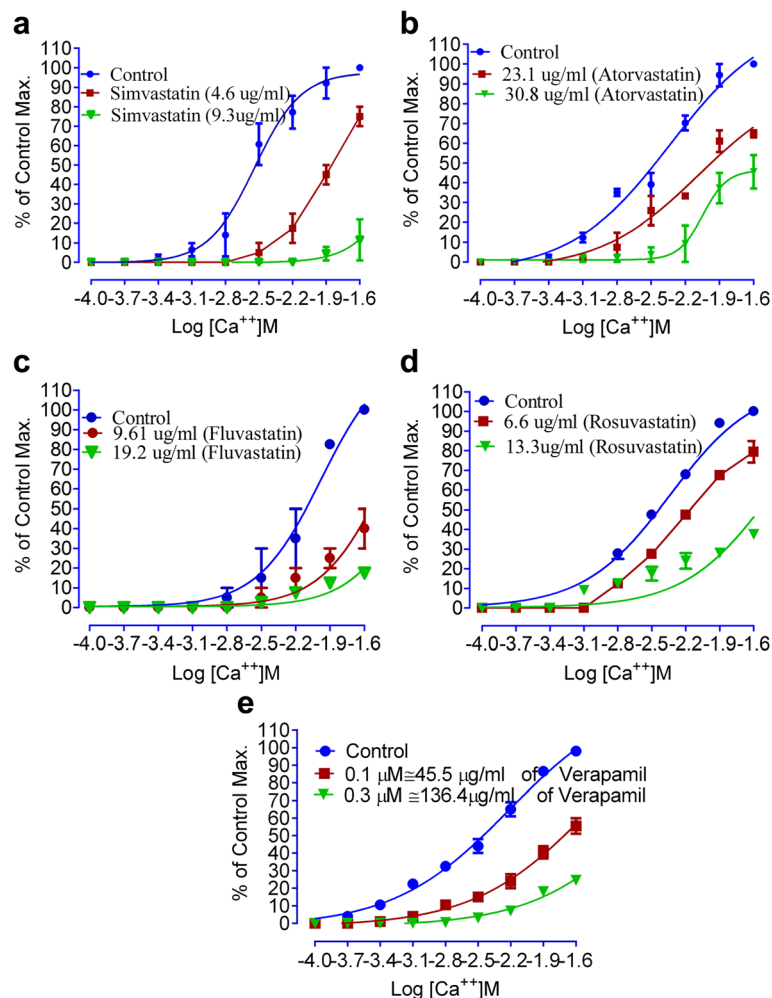 a
% of Control Max.
110
100
90
80
70
60
50
40
30
20
10
0
Control
Simvastatin (4.6 ug/ml)
Simvastatin (9.3ug/ml)
-4.0 -3.7 -3.4 -3.1 -2.8 -2.5 -2.2 -1.9 -1.6
Log [Ca++]M
b
% of Control Max.
110
100
90
80
70
60
50
40
30
20
10
0
Control
23.1 ug/ml (Atorvastatin)
30.8 ug/ml (Atorvastatin)
-4.0 -3.7 -3.4 -3.1 -2.8 -2.5 -2.2 -1.9 -1.6
Log [Ca++]M
c
% of Control Max.
110
100
90
80
70
60
50
40
30
20
10
0
Control
9.61 ug/ml (Fluvastatin)
19.2 ug/ml (Fluvastatin)
-4.0 -3.7 -3.4 -3.1 -2.8 -2.5 -2.2 -1.9 -1.6
Log [Ca++]M
d
% of Control Max.
110
100
90
80
70
60
50
40
30
20
10
0
Control
6.6 ug/ml (Rosuvastatin)
13.3ug/ml (Rosuvastatin)
-4.0 -3.7 -3.4 -3.1 -2.8 -2.5 -2.2 -1.9 -1.6
Log [Ca++]M
e
% of Control Max.
110
100
90
80
70
60
50
40
30
20
10
0
Control
0.1 μM≅45.5 μg/ml of Verapamil
0.3 μM ≅136.4μg/ml of Verapamil
-4.0 -3.7 -3.4 -3.1 -2.8 -2.5 -2.2 -1.9 -1.6
Log [Ca++]M